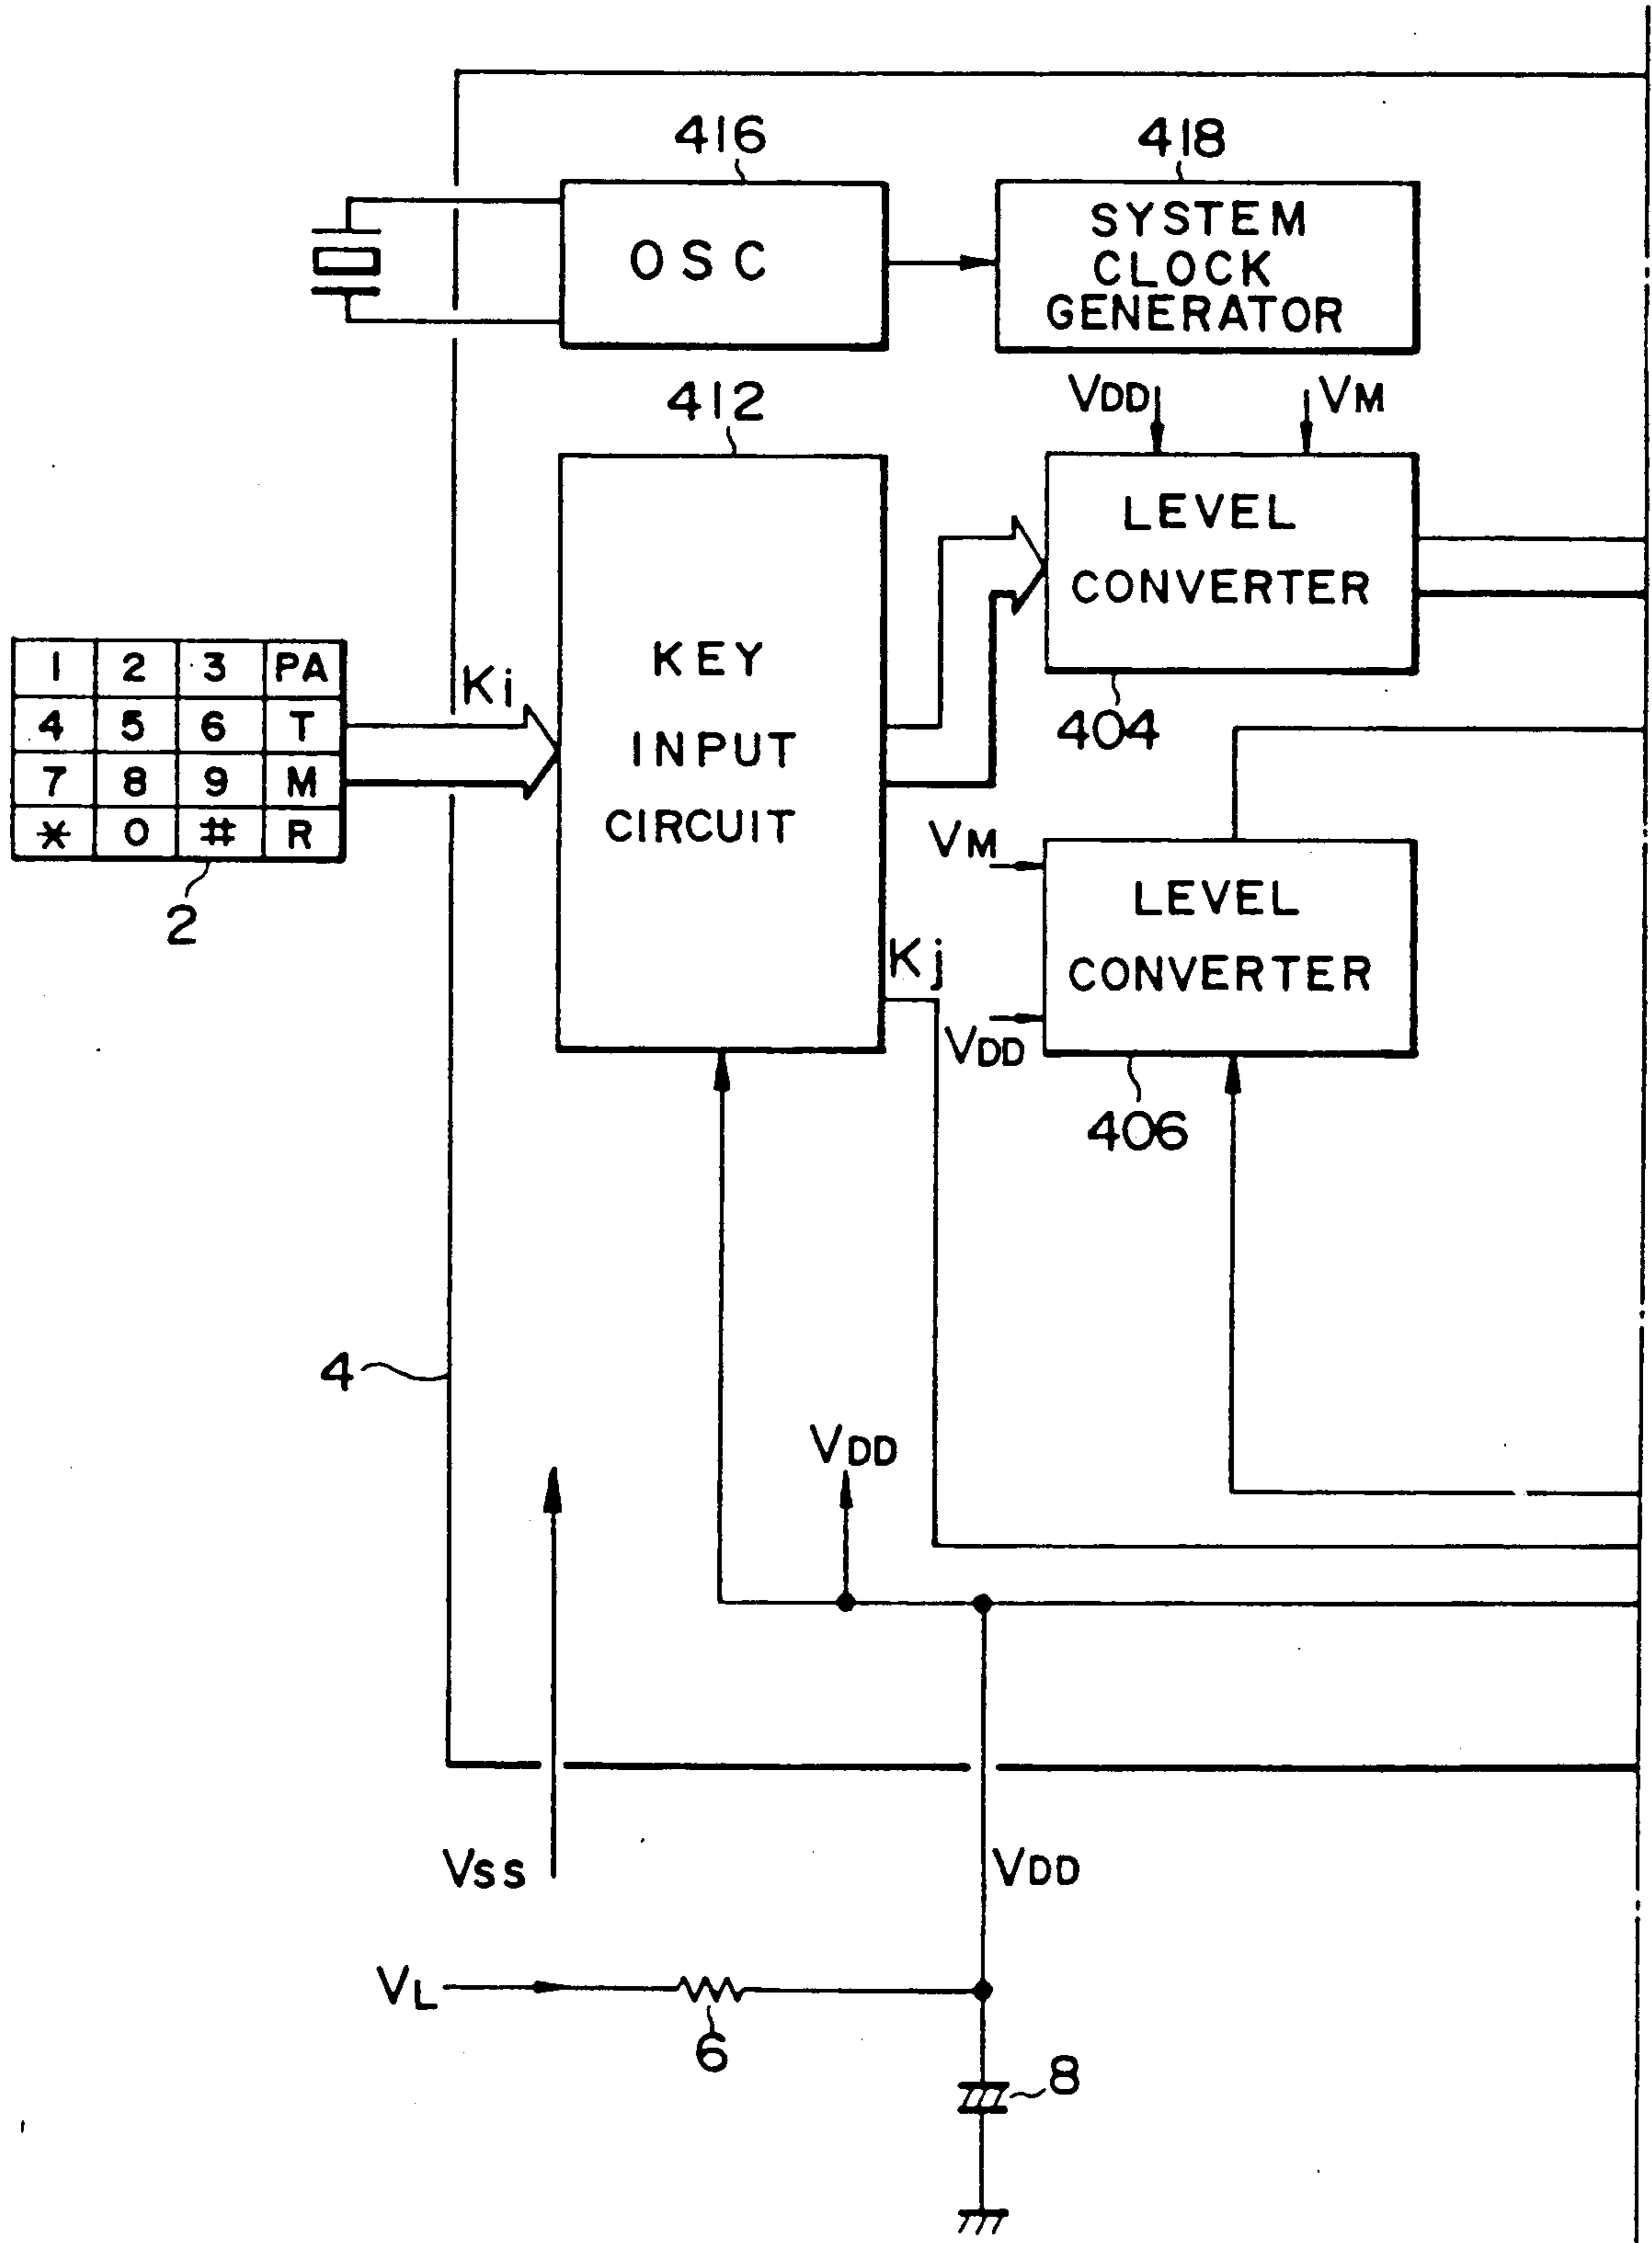 416
418
OSC
SYSTEM
CLOCK
GENERATOR
412
VDD
VM
LEVEL
CONVERTER
404
1 2 3 PA
4 5 6 T
7 8 9 M
* 0 # R
2
Ki
KEY
INPUT
CIRCUIT
Kj
VM
LEVEL
CONVERTER
VDD
406
4
VDD
VSS
VDD
VL
6
8